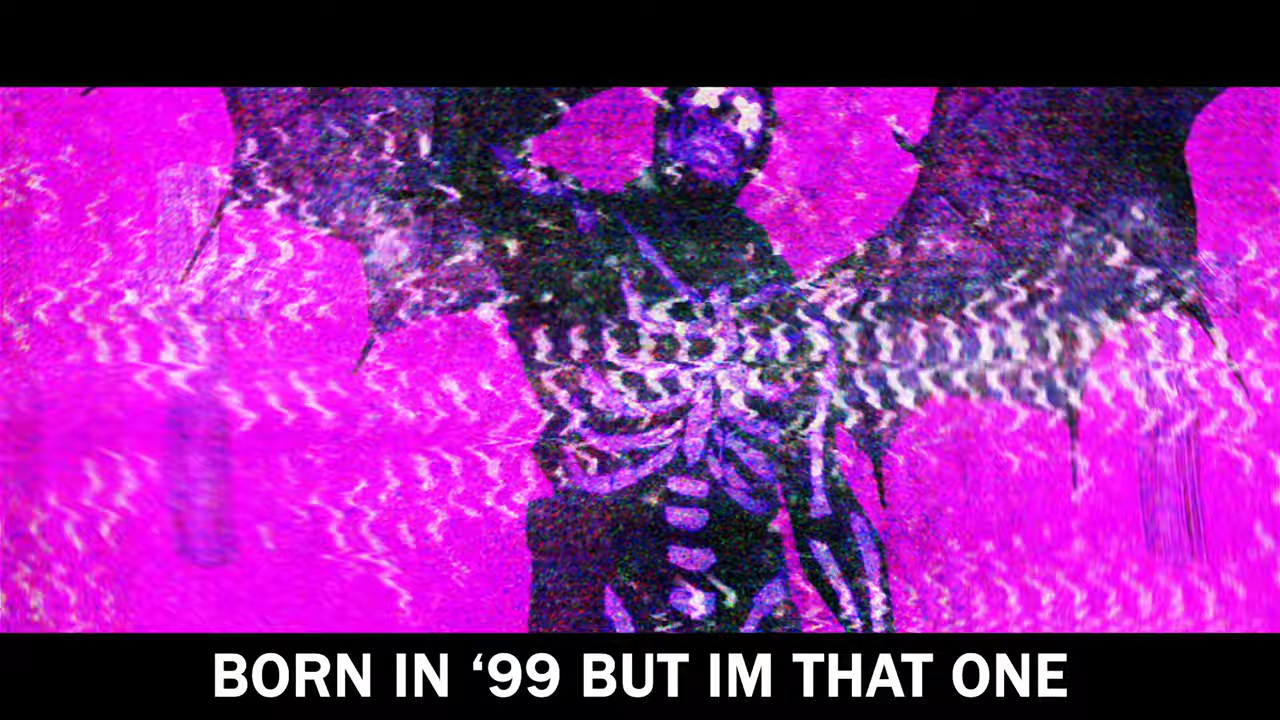 BORN IN ‘99 BUT IM THAT ONE